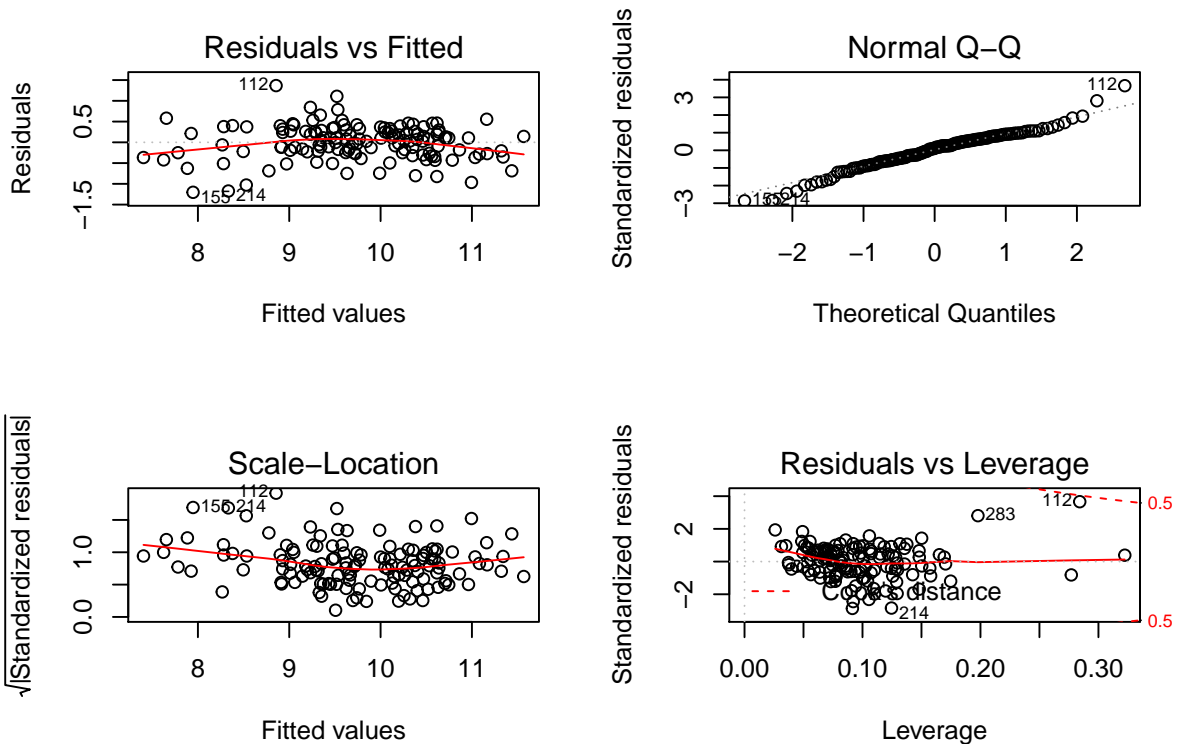 Residuals vs Fitted
Residuals
0.5
−1.5
112
155
214
8 9 10 11
Fitted values
Normal Q−Q
Standardized residuals
3
0
−3
112
155
214
−2 −1 0 1 2
Theoretical Quantiles
Scale−Location
√|Standardized residuals|
1.0
0.0
112
155
214
8 9 10 11
Fitted values
Residuals vs Leverage
Standardized residuals
2
−2
112
283
214
0.5
0.5
distance
0.00 0.10 0.20 0.30
Leverage